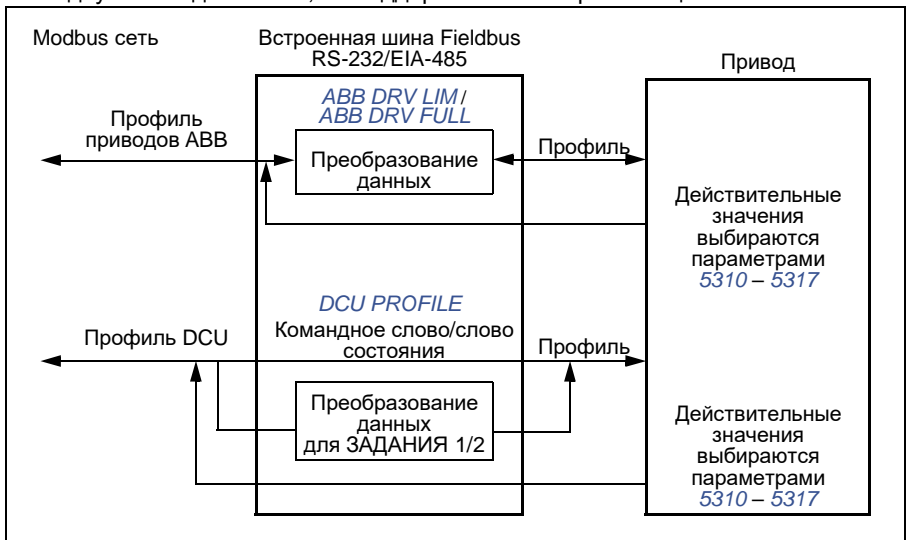 Modbus сеть
Встроенная шина Fieldbus
RS-232/EIA-485
Привод
Профиль
приводов ABB
ABB DRV LIM /
ABB DRV FULL
Преобразование
данных
Профиль
Действительные
значения
выбираются
параметрами
5310 – 5317
Профиль DCU
DCU PROFILE
Командное слово/слово
состояния
Профиль
Преобразование
данных
для ЗАДАНИЯ 1/2
Действительные
значения
выбираются
параметрами
5310 – 5317